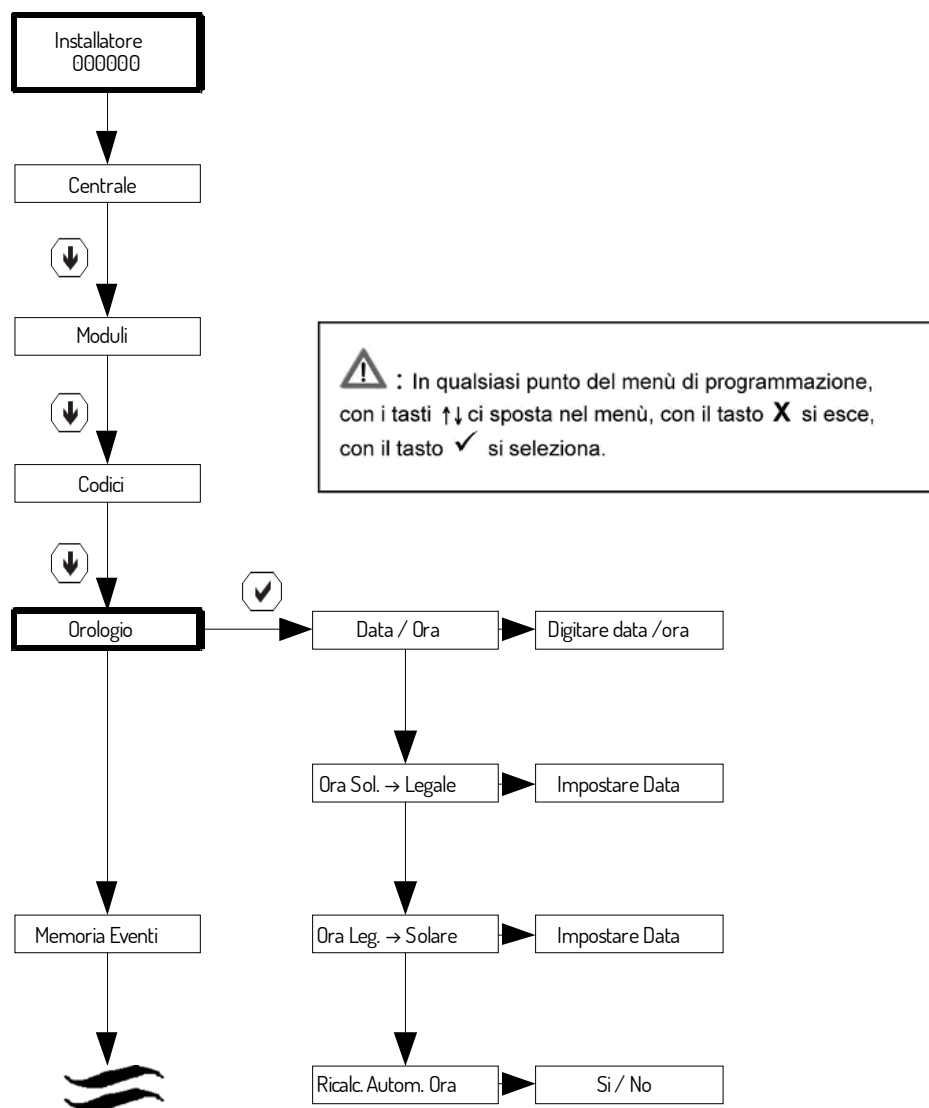 Installatore
000000
Centrale
Moduli
: In qualsiasi punto del menù di programmazione,
con i tasti ↑↓ ci sposta nel menù, con il tasto X si esce,
con il tasto ✓ si seleziona.
Codici
Orologio
Data / Ora
Digitare data /ora
Ora Sol. → Legale
Impostare Data
Memoria Eventi
Ora Leg. → Solare
Impostare Data
Ricalc. Autom. Ora
Si / No